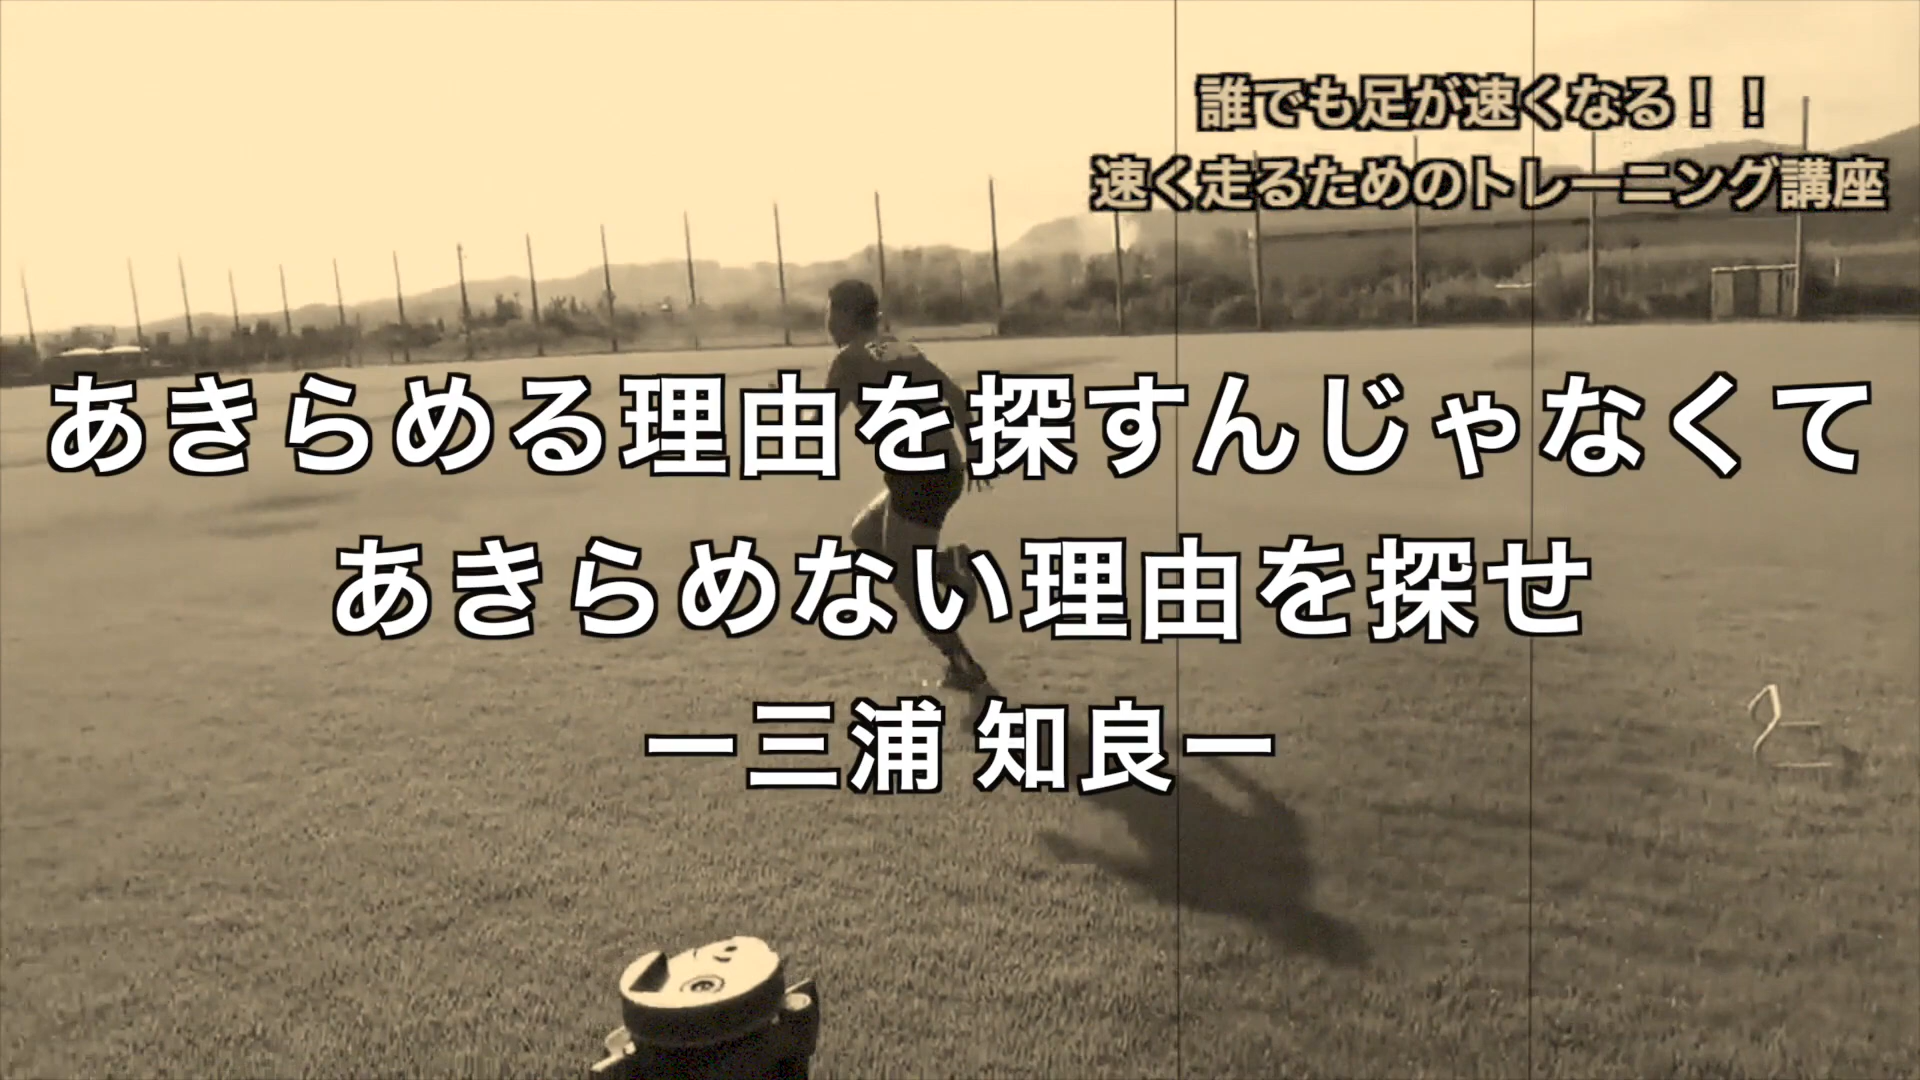 誰でも足が速くなる！！
速く走るためのトレーニング講座
あきらめる理由を探すんじゃなくて
あきらめない理由を探せ
ー三浦 知良ー